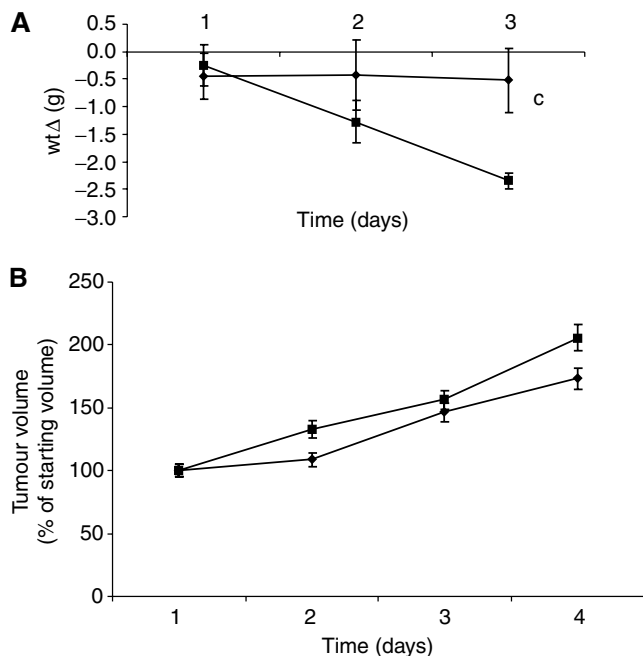 A
1 2 3
0.5
0.0
−0.5
−1.0
−1.5
−2.0
−2.5
−3.0
wtΔ (g)
c
Time (days)
B
250
200
150
100
50
0
Tumour volume
(% of starting volume)
1 2 3 4
Time (days)